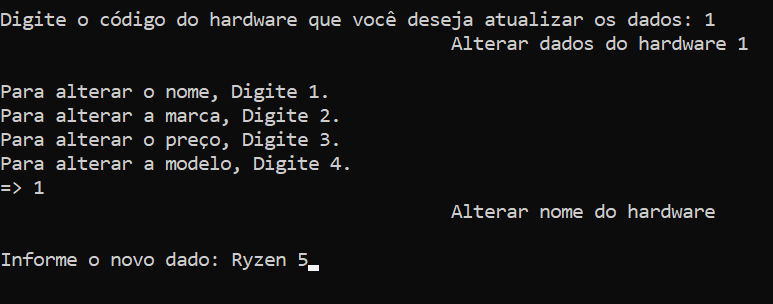 Digite o código do hardware que você deseja atualizar os dados: 1
Alterar dados do hardware 1
Para alterar o nome, Digite 1.
Para alterar a marca, Digite 2.
Para alterar o preço, Digite 3.
Para alterar a modelo, Digite 4.
=> 1
Alterar nome do hardware
Informe o novo dado: Ryzen 5